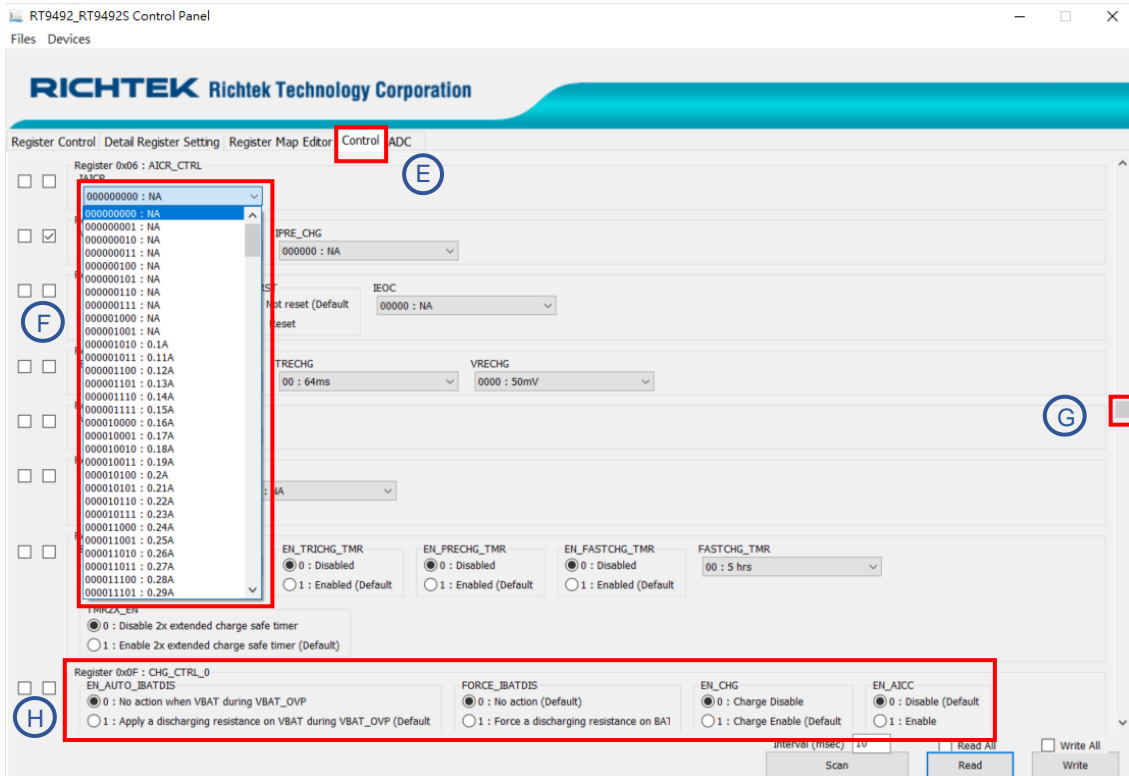 RT9492_RT9492S Control Panel
Files Devices
RICHTEK Richtek Technology Corporation
Register Control Detail Register Setting Register Map Editor Control ADC
E
Register 0x06 : AICR_CTRL
IAICR
000000000 : NA
000000000 : NA
000000001 : NA
000000010 : NA
000000011 : NA
000000100 : NA
000000101 : NA
000000110 : NA
000000111 : NA
000001000 : NA
000001001 : NA
000001010 : 0.1A
000001011 : 0.11A
000001100 : 0.12A
000001101 : 0.13A
000001110 : 0.14A
000001111 : 0.15A
000010000 : 0.16A
000010001 : 0.17A
000010010 : 0.18A
000010011 : 0.19A
000010100 : 0.2A
000010101 : 0.21A
000010110 : 0.22A
000010111 : 0.23A
000011000 : 0.24A
000011001 : 0.25A
000011010 : 0.26A
000011011 : 0.27A
000011100 : 0.28A
000011101 : 0.29A
IPRE_CHG
000000 : NA
F
Not reset (Default
Reset
IEOC
00000 : NA
TRECHG
00 : 64ms
VRECHG
0000 : 50mV
G
: NA
EN_TRICHG_TMR
0 : Disabled
1 : Enabled (Default
EN_PRECHG_TMR
0 : Disabled
1 : Enabled (Default
EN_FASTCHG_TMR
0 : Disabled
1 : Enabled (Default
FASTCHG_TMR
00 : 5 hrs
TMR2X_EN
0 : Disable 2x extended charge safe timer
1 : Enable 2x extended charge safe timer (Default)
H
Register 0x0F : CHG_CTRL_0
EN_AUTO_IBATDIS
0 : No action when VBAT during VBAT_OVP
1 : Apply a discharging resistance on VBAT during VBAT_OVP (Default
FORCE_IBATDIS
0 : No action (Default)
1 : Force a discharging resistance on BAT
EN_CHG
0 : Charge Disable
1 : Charge Enable (Default
EN_AICC
0 : Disable (Default
1 : Enable
Interval (msec) 10 Read All Write All
Scan Read Write